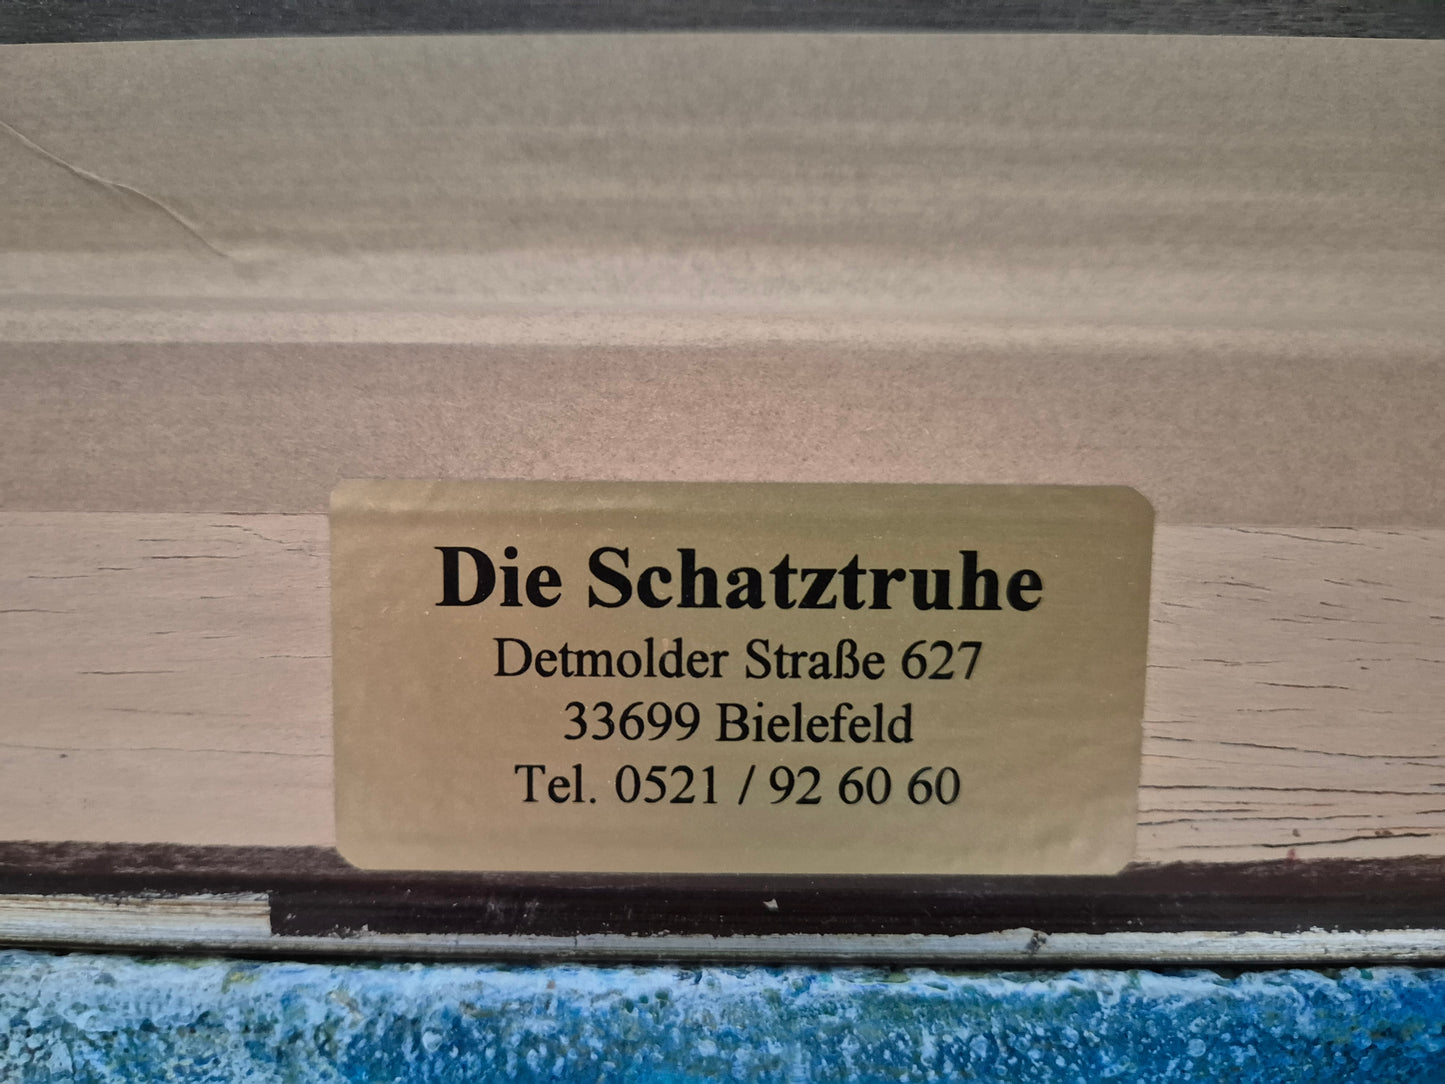 Die Schatztruhe
Detmolder Straße 627
33699 Bielefeld
Tel. 0521 / 92 60 60